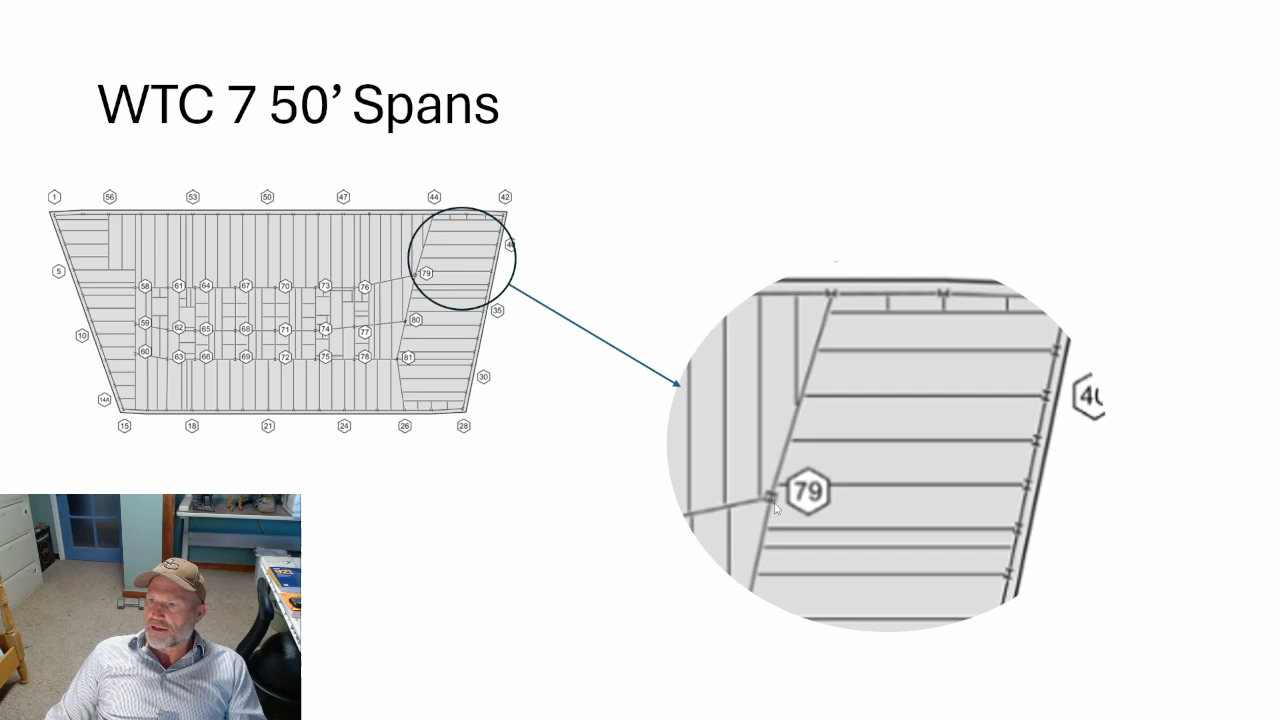 WTC 7 50’ Spans
1 56 53 50 47 44 42
5 79 35
58 61 64 67 70 73 76
10 59 62 65 68 71 74 77 80
60 63 66 69 72 75 78 81 30
14A
15 18 21 24 26 28
79